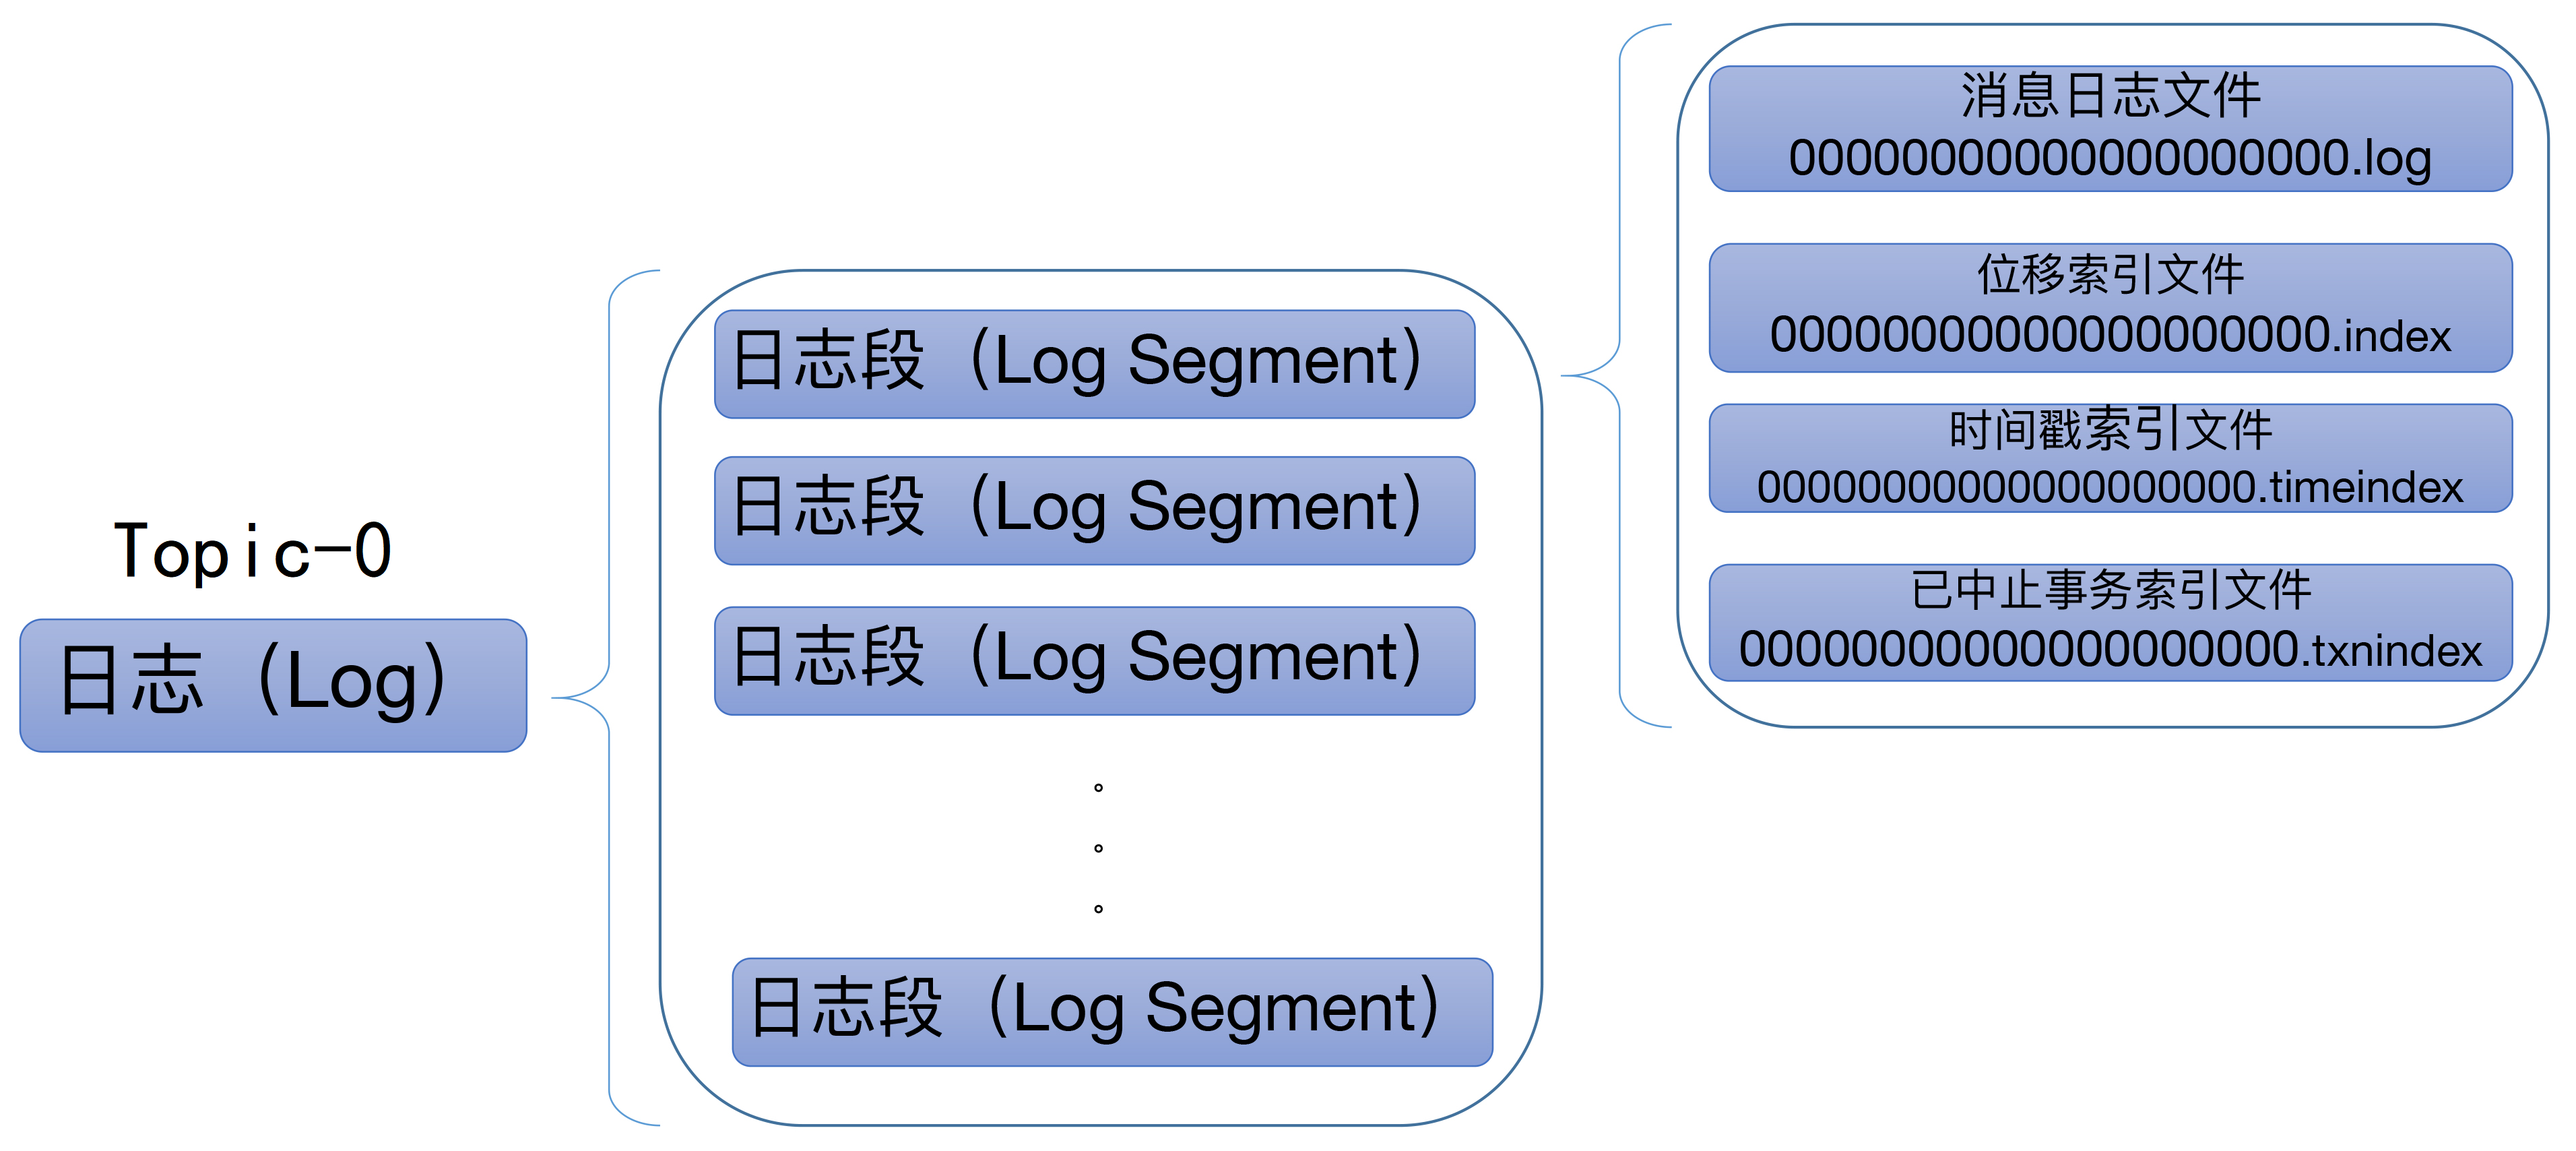 Topic-0
日志（Log）
日志段（Log Segment）
日志段（Log Segment）
日志段（Log Segment）
。
。
。
日志段（Log Segment）
消息日志文件
00000000000000000000.log
位移索引文件
00000000000000000000.index
时间戳索引文件
00000000000000000000.timeindex
已中止事务索引文件
00000000000000000000.txnindex